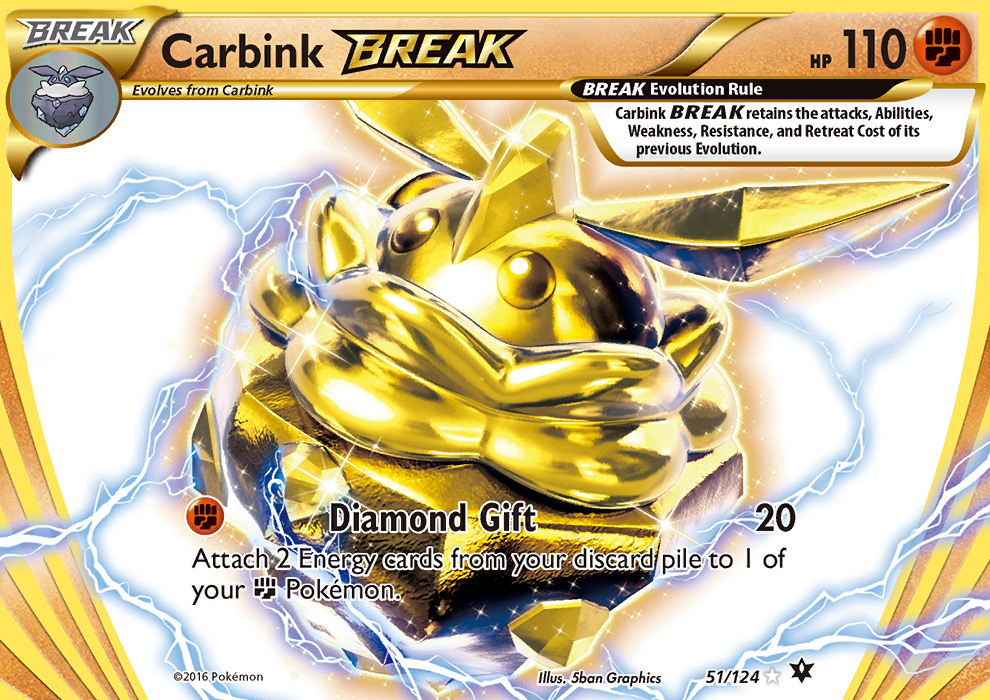 BREAK
Carbink BREAK
HP 110
Evolves from Carbink
BREAK Evolution Rule
Carbink BREAK retains the attacks, Abilities,
Weakness, Resistance, and Retreat Cost of its
previous Evolution.
Diamond Gift 20
Attach 2 Energy cards from your discard pile to 1 of
your Pokémon.
©2016 Pokémon
Illus. 5ban Graphics
51/124